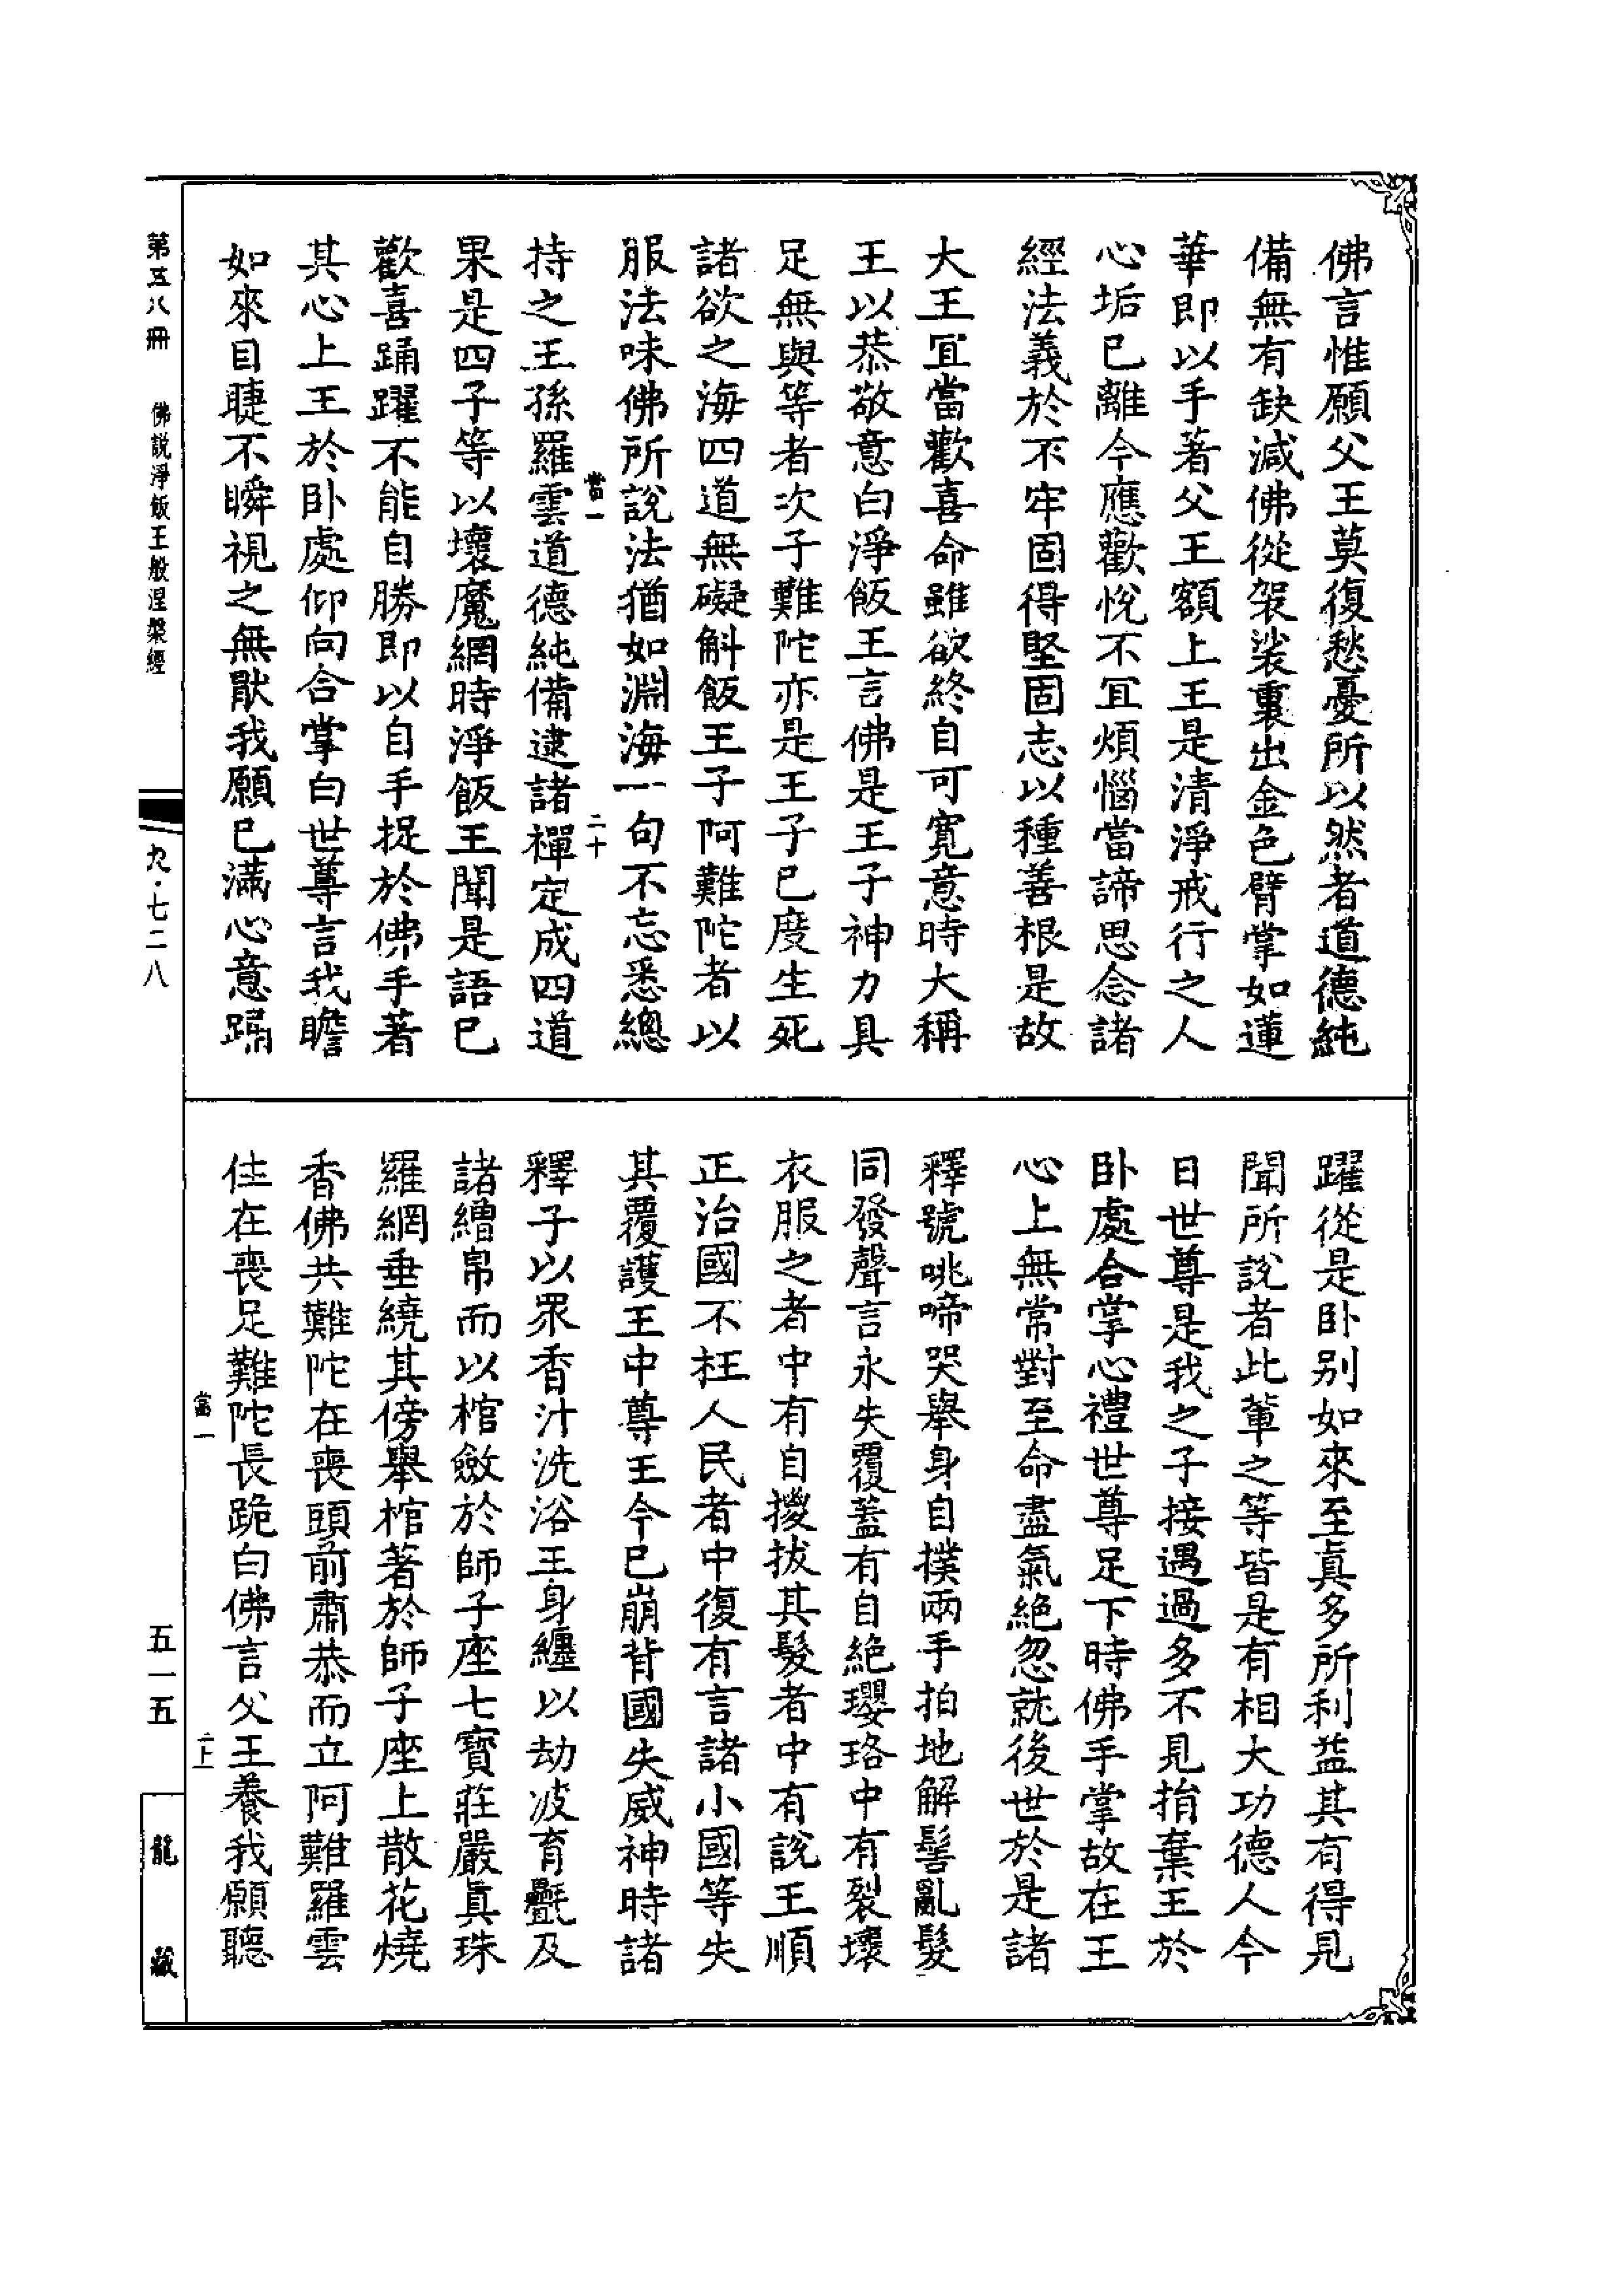 佛言惟願父王莫復愁憂所以然者道德純
備無有缺減佛從袈裟裏出金色臂掌如蓮
華即以手著父王額上王是清淨戒行之人
心垢已離今應歡悅不宜煩惱當諦思念諸
經法義於不牢固得堅固志以種善根是故
大王宜當歡喜命雖欲終自可寬意時大稱
王以恭敬意白淨飯王言佛是王子神力具
足無與等者次子難陀亦是王子已度生死
諸欲之海四道無礙斛飯王子阿難陀者以
服法味佛所說法猶如淵海一句不忘悉總
當一 二十
持之王孫羅雲道德純備逮諸禪定成四道
果是四子等以壞魔網時淨飯王聞是語已
歡喜踊躍不能自勝即以自手捉於佛手著
其心上王於臥處仰向合掌白世尊言我瞻
如來目睫不瞬視之無猒我願已滿心意踊
躍從是臥別如來至真多所利益其有得見
聞所說者此輩之等皆是有相大功德人今
日世尊是我之子接遇過多不見捐棄王於
臥處合掌心禮世尊足下時佛手掌故在王
心上無常對至命盡氣絕忽就後世於是諸
釋號咷啼哭舉身自撲兩手拍地解髻亂髮
同發聲言永失覆蓋有自絕瓔珞中有裂壞
衣服之者中有自擾拔其髮者中有說王順
正治國不枉人民者中復有言諸小國等失
其覆護王中尊王今已崩背國失威神時諸
釋子以眾香汁洗浴王身纏以劫波育㲲及
諸繒帛而以棺斂於師子座七寶莊嚴真珠
羅網垂繞其傍舉棺著於師子座上散花燒
香佛共難陀在喪頭前肅恭而立阿難羅雲
住在喪足難陀長跪白佛言父王養我願聽
當一 二上
第五八冊 佛說淨飯王般涅槃經
九·七二八
五一五
龍藏